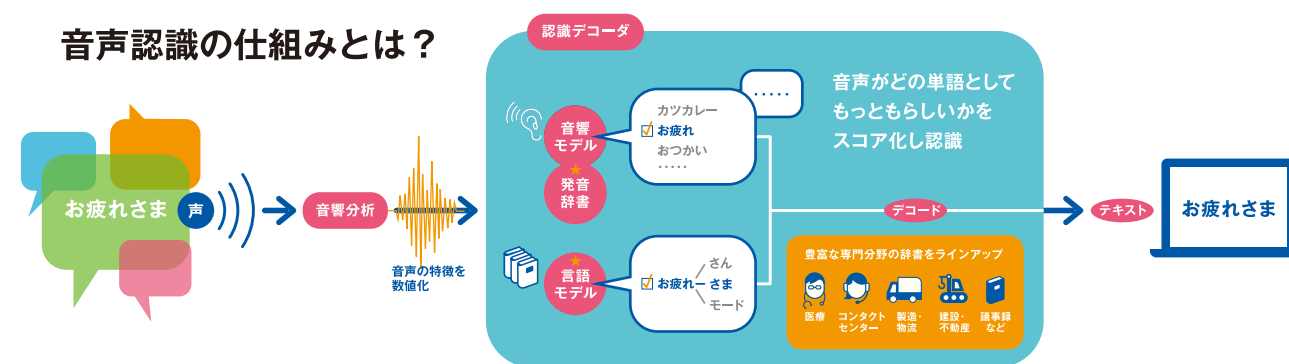 音声認識の仕組みとは？
お疲れさま
声
音響分析
音声の特徴を
数値化
認識デコーダ
音響
モデル
発音
辞書
カツカレー
お疲れ
おつかい
・・・・・
・・・・・
言語
モデル
お疲れ
さん
さま
モード
音声がどの単語として
もっともらしいかを
スコア化し認識
デコード
豊富な専門分野の辞書をラインアップ
医療
コンタクト
センター
製造・
物流
建設・
不動産
議事録
など
テキスト
お疲れさま